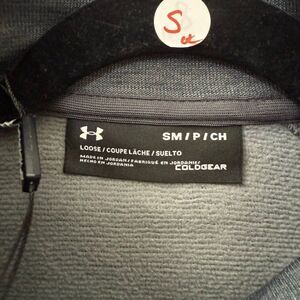 S
SM / P / CH
LOOSE / COUPE LÂCHE / SUELTO
MADE IN JORDAN / FABRIQUÉ EN JORDANIE /
HECHO EN JORDANIA
COLDGEAR